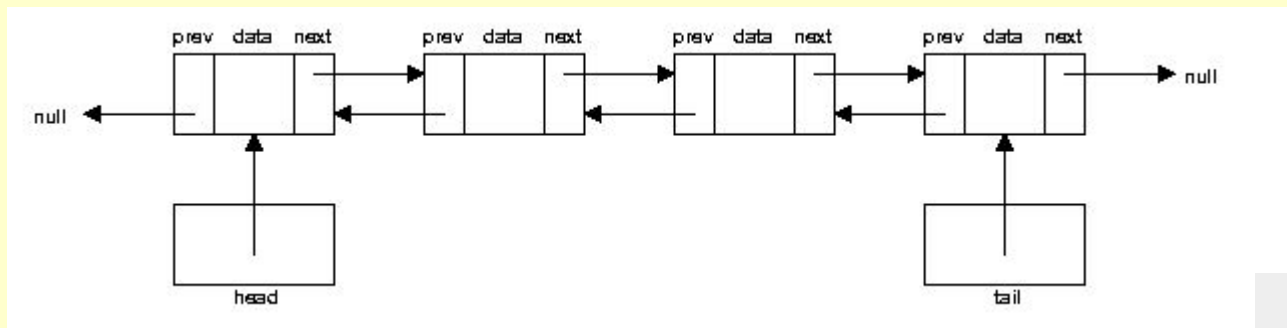 prev data next prev data next prev data next prev data next
null
null
head
tail